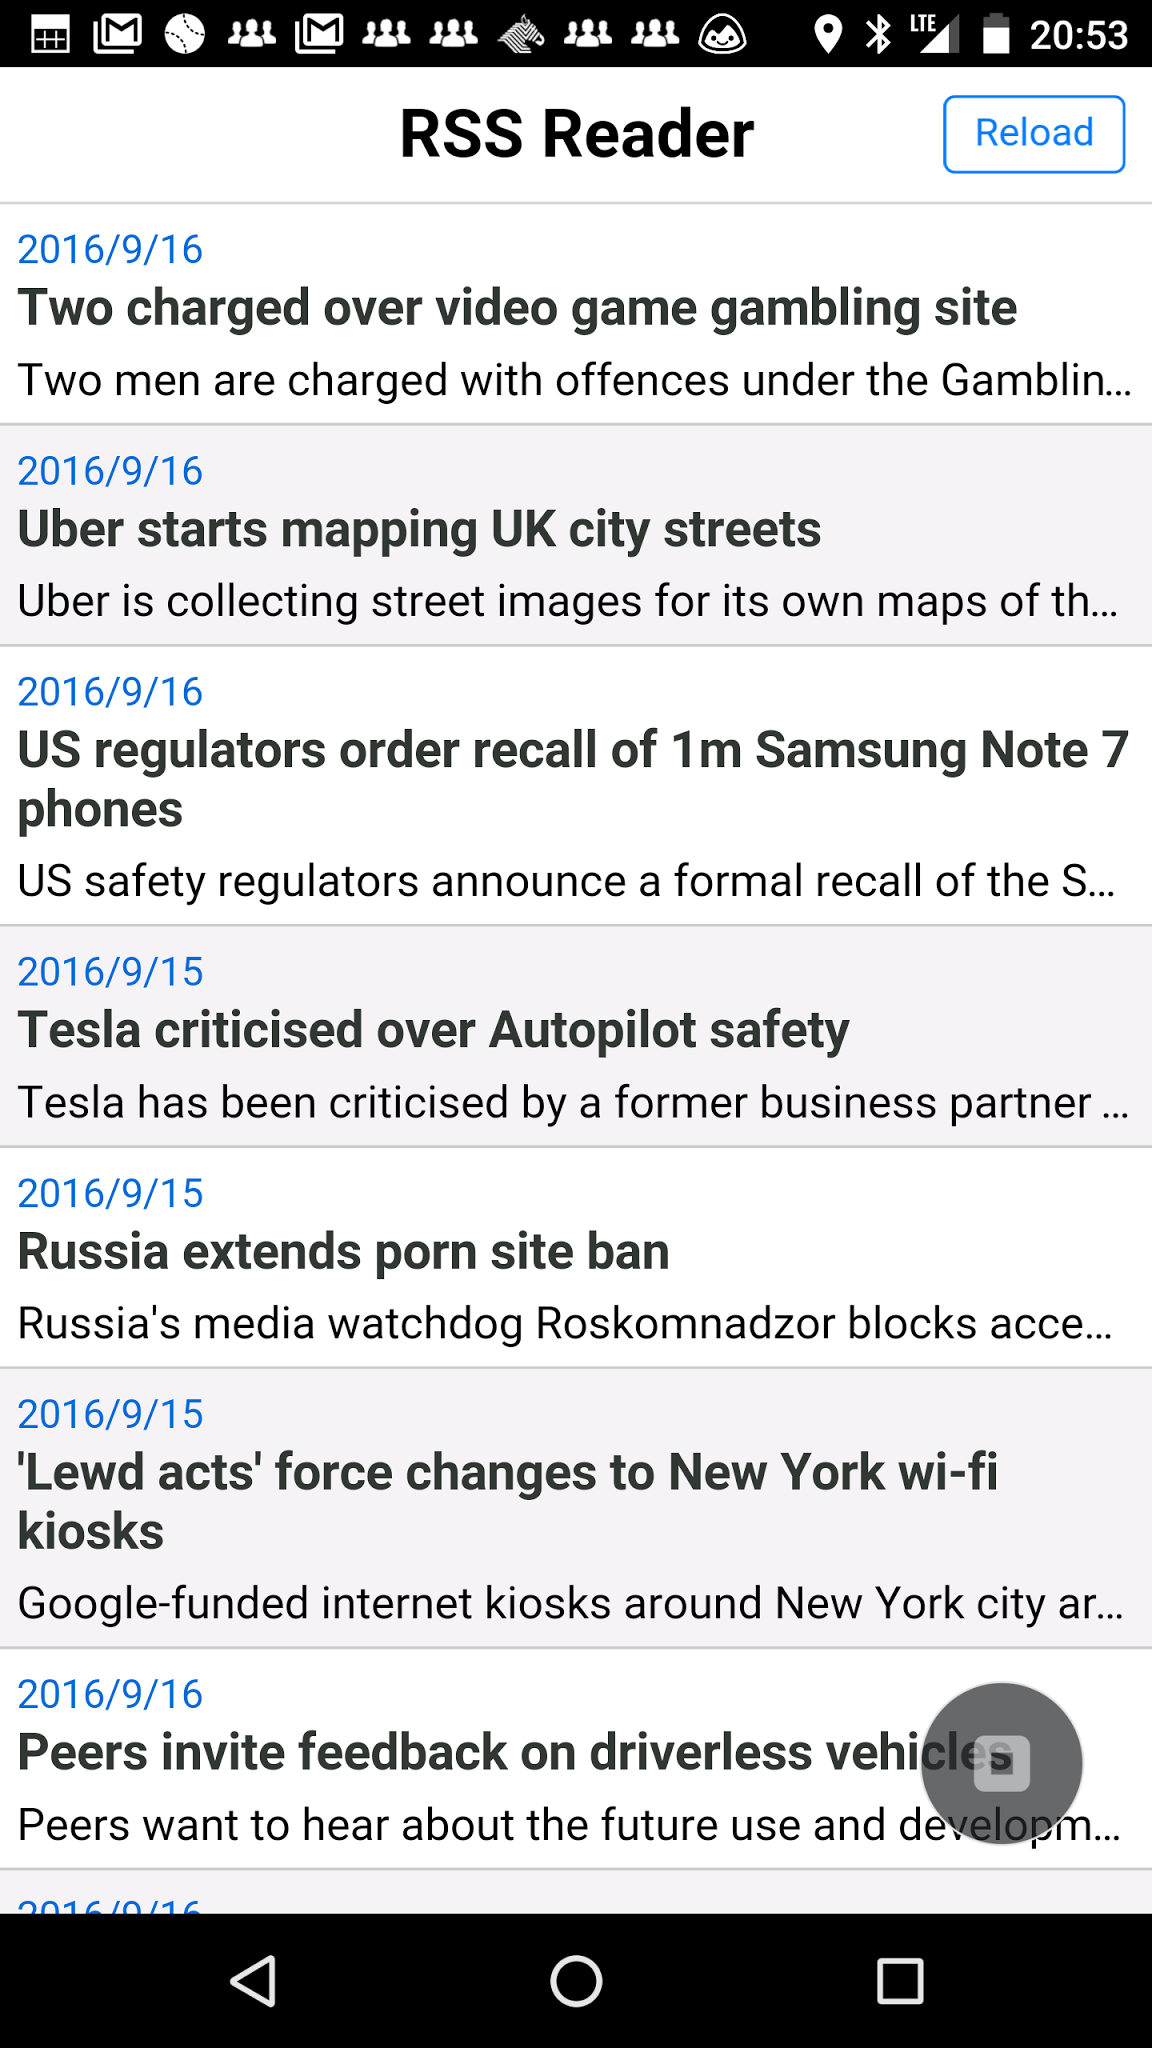 LTE 20:53
RSS Reader
Reload
2016/9/16
Two charged over video game gambling site
Two men are charged with offences under the Gamblin...
2016/9/16
Uber starts mapping UK city streets
Uber is collecting street images for its own maps of th...
2016/9/16
US regulators order recall of 1m Samsung Note 7
phones
US safety regulators announce a formal recall of the S...
2016/9/15
Tesla criticised over Autopilot safety
Tesla has been criticised by a former business partner ...
2016/9/15
Russia extends porn site ban
Russia's media watchdog Roskomnadzor blocks acce...
2016/9/15
'Lewd acts' force changes to New York wi-fi
kiosks
Google-funded internet kiosks around New York city ar...
2016/9/16
Peers invite feedback on driverless vehicles
Peers want to hear about the future use and developm...
2016/9/16